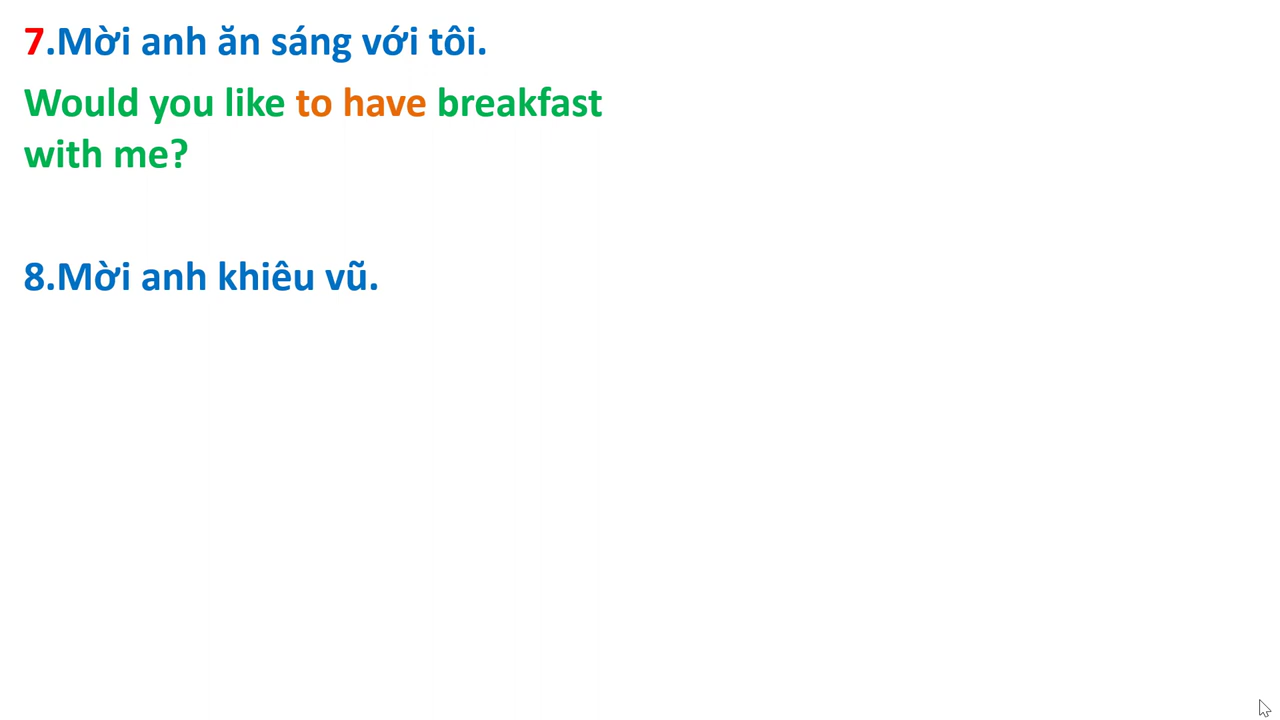 7.Mời anh ăn sáng với tôi.
Would you like to have breakfast
with me?
8.Mời anh khiêu vũ.